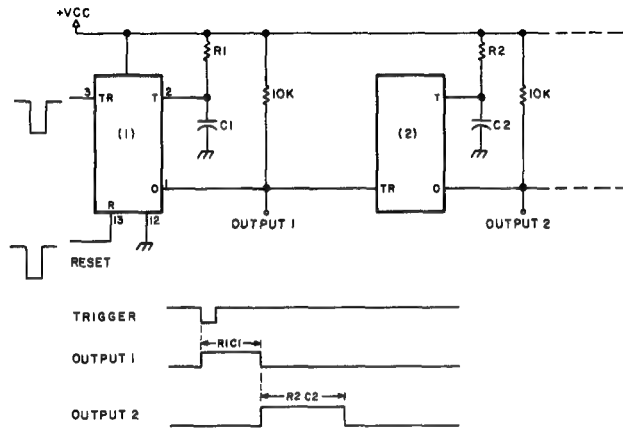 +VCC
R1
R2
3
TR
T
2
10K
T
10K
(1)
C1
(2)
C2
O
1
TR
O
R
13
12
OUTPUT 1
OUTPUT 2
RESET
TRIGGER
R1C1
OUTPUT 1
R2 C2
OUTPUT 2